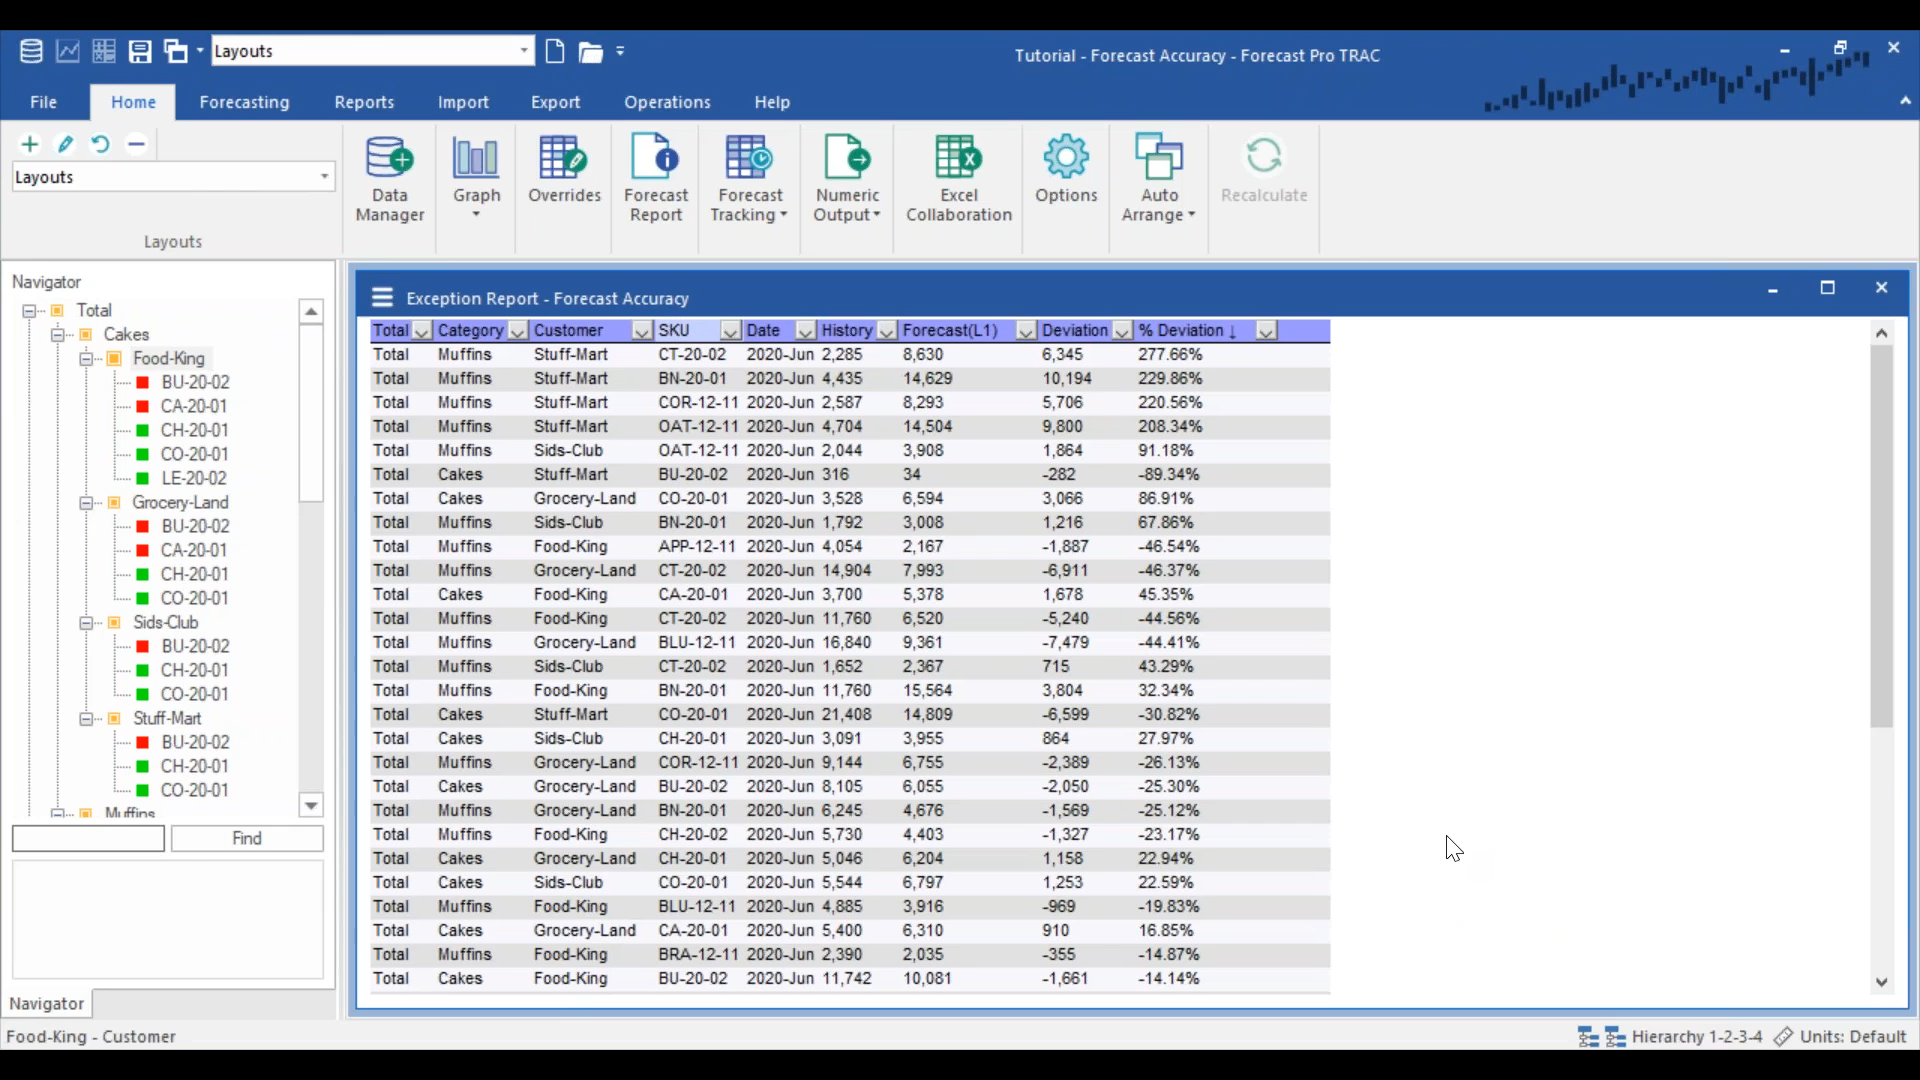 Layouts
Tutorial - Forecast Accuracy - Forecast Pro TRAC
File Home Forecasting Reports Import Export Operations Help
Layouts
Layouts
Data Manager
Graph
Overrides
Forecast Report
Forecast Tracking
Numeric Output
Excel Collaboration
Options
Auto Arrange
Recalculate
Navigator
Total
Cakes
Food-King
BU-20-02
CA-20-01
CH-20-01
CO-20-01
LE-20-02
Grocery-Land
BU-20-02
CA-20-01
CH-20-01
CO-20-01
Sids-Club
BU-20-02
CH-20-01
CO-20-01
Stuff-Mart
BU-20-02
CH-20-01
CO-20-01
Muffins
Find
Navigator
Exception Report - Forecast Accuracy
Total Category Customer SKU Date History Forecast(L1) Deviation % Deviation ↓
Total Muffins Stuff-Mart CT-20-02 2020-Jun 2,285 8,630 6,345 277.66%
Total Muffins Stuff-Mart BN-20-01 2020-Jun 4,435 14,629 10,194 229.86%
Total Muffins Stuff-Mart COR-12-11 2020-Jun 2,587 8,293 5,706 220.56%
Total Muffins Stuff-Mart OAT-12-11 2020-Jun 4,704 14,504 9,800 208.34%
Total Muffins Sids-Club OAT-12-11 2020-Jun 2,044 3,908 1,864 91.18%
Total Cakes Stuff-Mart BU-20-02 2020-Jun 316 34 -282 -89.34%
Total Cakes Grocery-Land CO-20-01 2020-Jun 3,528 6,594 3,066 86.91%
Total Muffins Sids-Club BN-20-01 2020-Jun 1,792 3,008 1,216 67.86%
Total Muffins Food-King APP-12-11 2020-Jun 4,054 2,167 -1,887 -46.54%
Total Muffins Grocery-Land CT-20-02 2020-Jun 14,904 7,993 -6,911 -46.37%
Total Cakes Food-King CA-20-01 2020-Jun 3,700 5,378 1,678 45.35%
Total Muffins Food-King CT-20-02 2020-Jun 11,760 6,520 -5,240 -44.56%
Total Muffins Grocery-Land BLU-12-11 2020-Jun 16,840 9,361 -7,479 -44.41%
Total Muffins Sids-Club CT-20-02 2020-Jun 1,652 2,367 715 43.29%
Total Muffins Food-King BN-20-01 2020-Jun 11,760 15,564 3,804 32.34%
Total Cakes Stuff-Mart CO-20-01 2020-Jun 21,408 14,809 -6,599 -30.82%
Total Cakes Sids-Club CH-20-01 2020-Jun 3,091 3,955 864 27.97%
Total Muffins Grocery-Land COR-12-11 2020-Jun 9,144 6,755 -2,389 -26.13%
Total Cakes Grocery-Land BU-20-02 2020-Jun 8,105 6,055 -2,050 -25.30%
Total Muffins Grocery-Land BN-20-01 2020-Jun 6,245 4,676 -1,569 -25.12%
Total Muffins Food-King CH-20-02 2020-Jun 5,730 4,403 -1,327 -23.17%
Total Cakes Grocery-Land CH-20-01 2020-Jun 5,046 6,204 1,158 22.94%
Total Cakes Sids-Club CO-20-01 2020-Jun 5,544 6,797 1,253 22.59%
Total Muffins Food-King BLU-12-11 2020-Jun 4,885 3,916 -969 -19.83%
Total Cakes Grocery-Land CA-20-01 2020-Jun 5,400 6,310 910 16.85%
Total Muffins Food-King BRA-12-11 2020-Jun 2,390 2,035 -355 -14.87%
Total Cakes Food-King BU-20-02 2020-Jun 11,742 10,081 -1,661 -14.14%
Food-King - Customer
Hierarchy 1-2-3-4
Units: Default